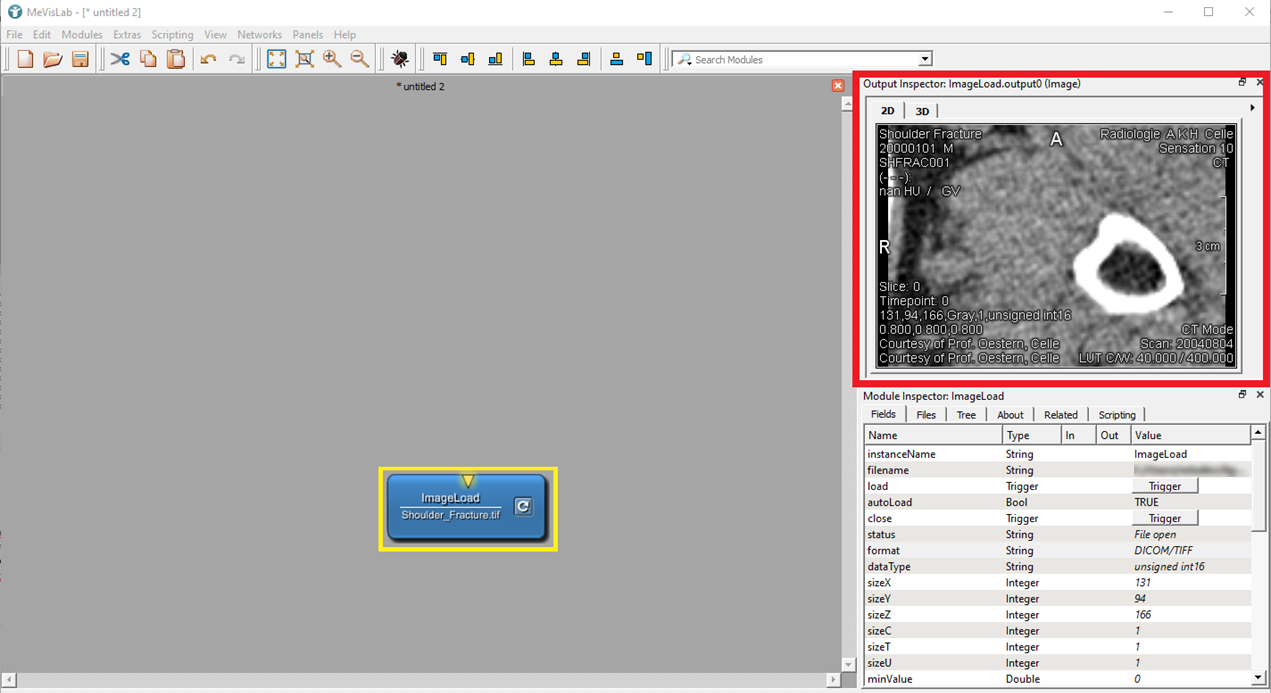 MeVisLab - [* untitled 2]
File Edit Modules Extras Scripting View Networks Panels Help
Search Modules
* untitled 2
Output Inspector: ImageLoad.output0 (Image)
2D 3D
Shoulder Fracture
20000101 M
SHFRAC001
(- - -):
nan HU / GV
A
Radiologie A K H Celle
Sensation 10
CT
R
3 cm
Slice: 0
Timepoint: 0
131,94,166,Gray,1,unsigned int16
0.800,0.800,0.800
Courtesy of Prof. Oestern, Celle
Courtesy of Prof. Oestern, Celle
CT Mode
Scan: 20040804
LUT C/W: 40.000 / 400.000
ImageLoad
Shoulder_Fracture.tif
Module Inspector: ImageLoad
Fields Files Tree About Related Scripting
Name Type In Out Value
instanceName String ImageLoad
filename String
load Trigger Trigger
autoLoad Bool TRUE
close Trigger Trigger
status String File open
format String DICOM/TIFF
dataType String unsigned int16
sizeX Integer 131
sizeY Integer 94
sizeZ Integer 166
sizeC Integer 1
sizeT Integer 1
sizeU Integer 1
minValue Double 0